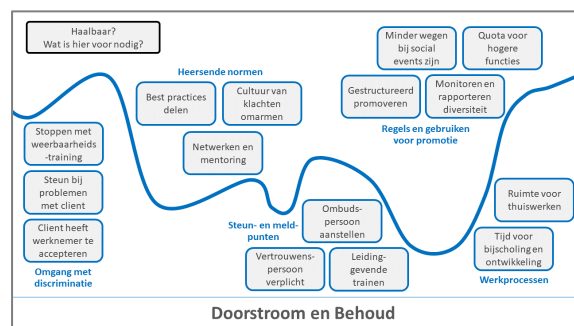 Haalbaar?
Wat is hier voor nodig?
Stoppen met
weerbaarheids
-training
Steun bij
problemen
met client
Client heeft
werknemer te
accepteren
Omgang met
discriminatie
Heersende normen
Best practices
delen
Cultuur van
klachten
omarmen
Netwerken en
mentoring
Steun- en meld-
punten
Ombuds-
persoon
aanstellen
Vertrouwens-
persoon
verplicht
Leiding-
gevende
trainen
Minder wegen
bij social
events zijn
Quota voor
hogere
functies
Gestructureerd
promoveren
Monitoren en
rapporteren
diversiteit
Regels en gebruiken
voor promotie
Ruimte voor
thuiswerken
Tijd voor
bijscholing en
ontwikkeling
Werkprocessen
Doorstroom en Behoud